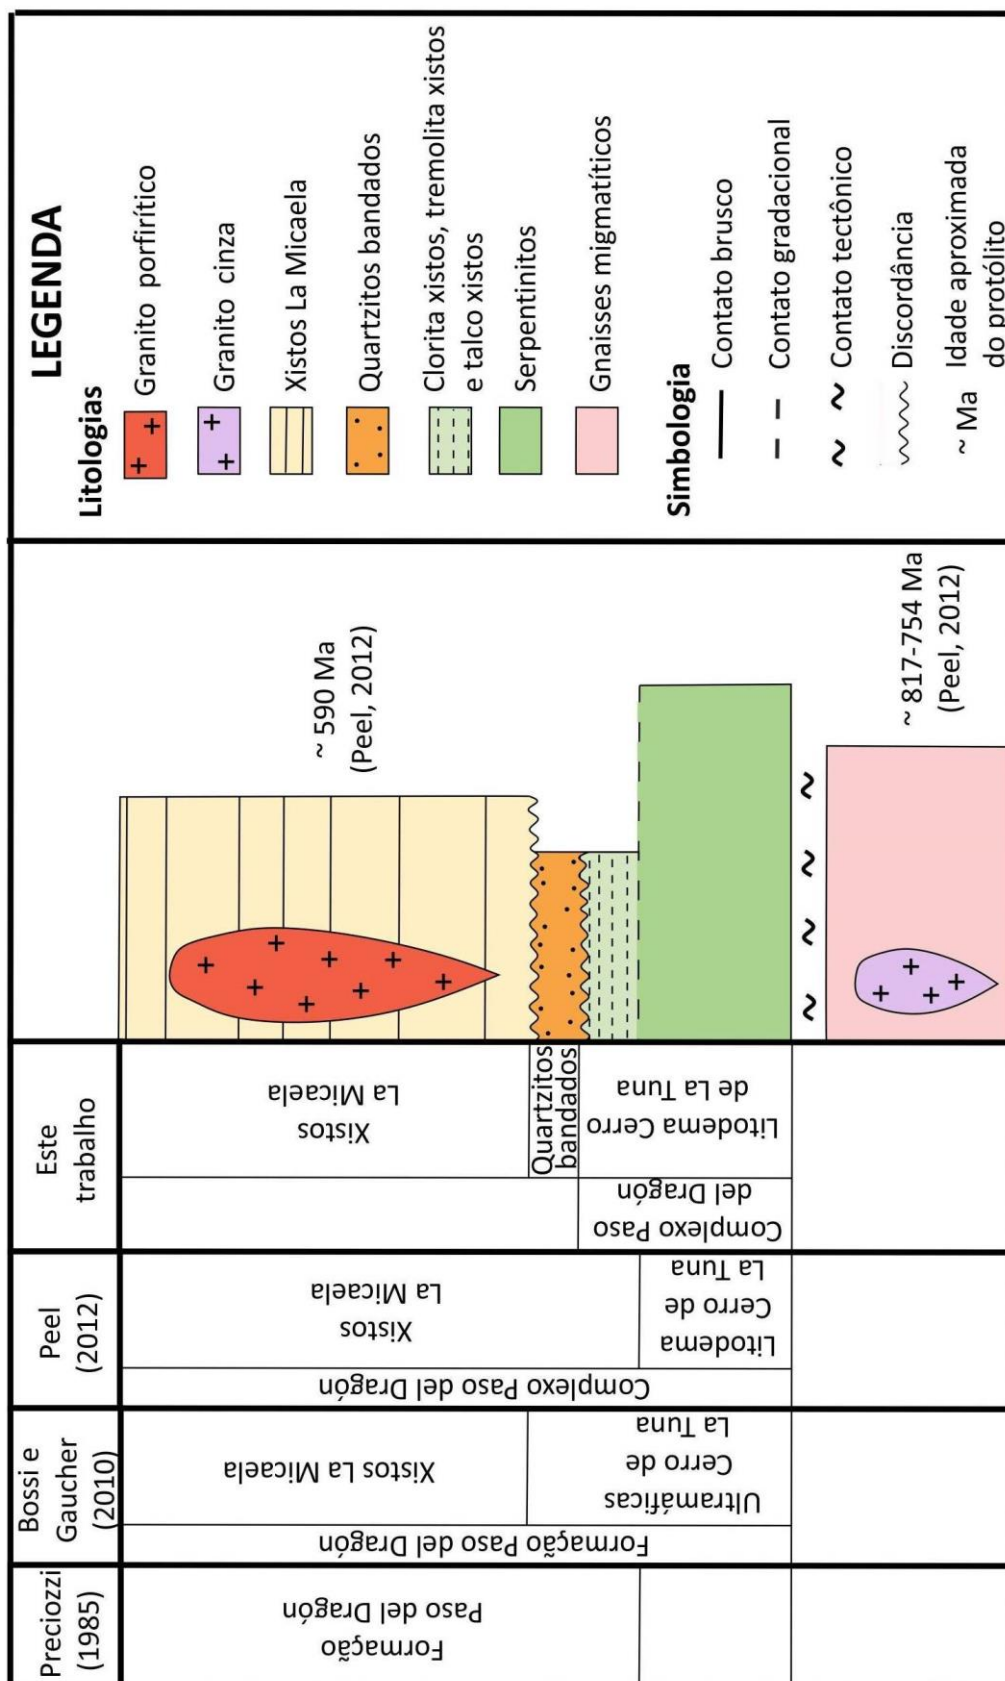 Preciozzi
(1985)
Bossi e
Gaucher
(2010)
Peel
(2012)
Este
trabalho
Formação
Paso del Dragón
Formação Paso del Dragón
Xistos La Micaela
Ultramáficas
Cerro de
La Tuna
Complexo Paso del Dragón
Xistos
La Micaela
Litodema
Cerro de
La Tuna
Complexo Paso
del Dragón
Xistos
La Micaela
Quartzitos
bandados
Litodema Cerro
de La Tuna
~ 590 Ma
(Peel, 2012)
~ 817-754 Ma
(Peel, 2012)
LEGENDA
Litologias
Granito porfirítico
Granito cinza
Xistos La Micaela
Quartzitos bandados
Clorita xistos, tremolita xistos
e talco xistos
Serpentinitos
Gnaisses migmatíticos
Simbologia
Contato brusco
Contato gradacional
Contato tectônico
Discordância
~ Ma Idade aproximada
do protólito